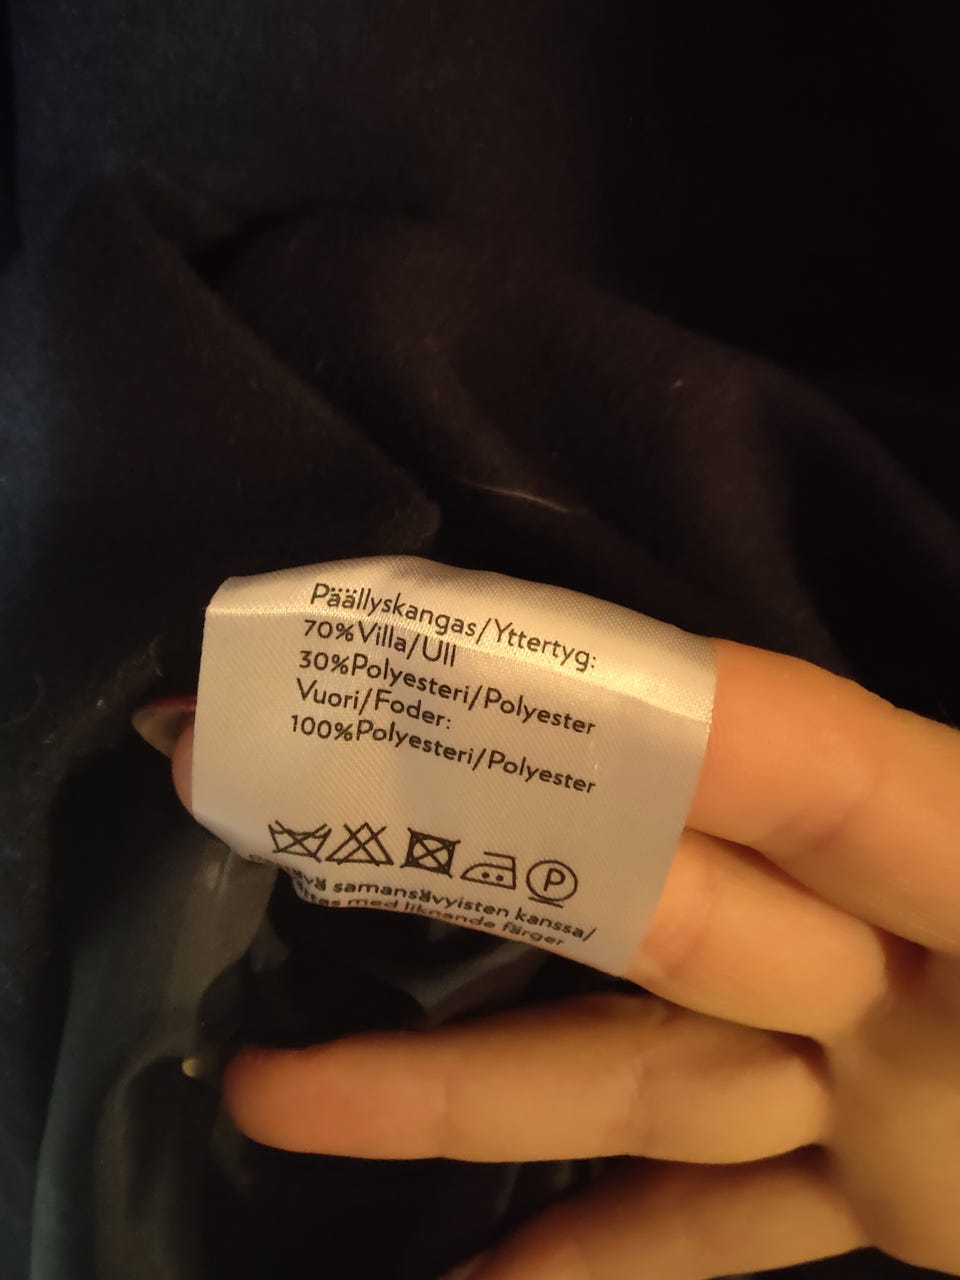 Päällyskangas/Yttertyg:
70%Villa/Ull
30%Polyesteri/Polyester
Vuori/Foder:
100%Polyesteri/Polyester
P
samansävyisten kanssa/
med liknande färger